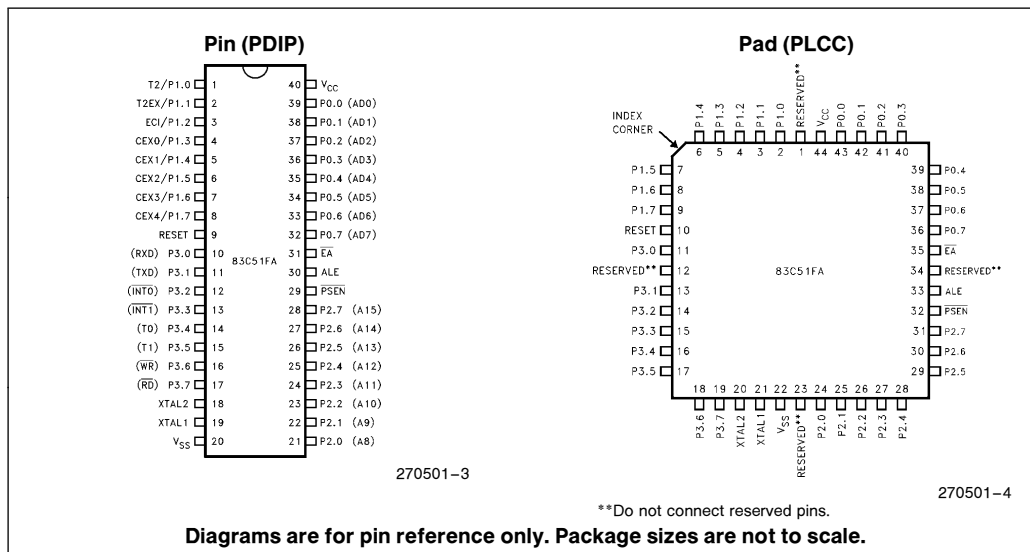 Pin (PDIP)
T2/P1.0 1 40 VCC
T2EX/P1.1 2 39 P0.0 (AD0)
ECI/P1.2 3 38 P0.1 (AD1)
CEX0/P1.3 4 37 P0.2 (AD2)
CEX1/P1.4 5 36 P0.3 (AD3)
CEX2/P1.5 6 35 P0.4 (AD4)
CEX3/P1.6 7 34 P0.5 (AD5)
CEX4/P1.7 8 33 P0.6 (AD6)
RESET 9 32 P0.7 (AD7)
(RXD) P3.0 10 31 E̅A̅
83C51FA
(TXD) P3.1 11 30 ALE
(I̅N̅T̅0̅) P3.2 12 29 P̅S̅E̅N̅
(I̅N̅T̅1̅) P3.3 13 28 P2.7 (A15)
(T0) P3.4 14 27 P2.6 (A14)
(T1) P3.5 15 26 P2.5 (A13)
(W̅R̅) P3.6 16 25 P2.4 (A12)
(R̅D̅) P3.7 17 24 P2.3 (A11)
XTAL2 18 23 P2.2 (A10)
XTAL1 19 22 P2.1 (A9)
VSS 20 21 P2.0 (A8)
270501–3
Pad (PLCC)
INDEX
CORNER
P1.4 P1.3 P1.2 P1.1 P1.0 RESERVED** VCC P0.0 P0.1 P0.2 P0.3
6 5 4 3 2 1 44 43 42 41 40
P1.5 7 39 P0.4
P1.6 8 38 P0.5
P1.7 9 37 P0.6
RESET 10 36 P0.7
P3.0 11 35 E̅A̅
RESERVED** 12 83C51FA 34 RESERVED**
P3.1 13 33 ALE
P3.2 14 32 P̅S̅E̅N̅
P3.3 15 31 P2.7
P3.4 16 30 P2.6
P3.5 17 29 P2.5
18 19 20 21 22 23 24 25 26 27 28
P3.6 P3.7 XTAL2 XTAL1 VSS RESERVED** P2.0 P2.1 P2.2 P2.3 P2.4
270501–4
**Do not connect reserved pins.
Diagrams are for pin reference only. Package sizes are not to scale.